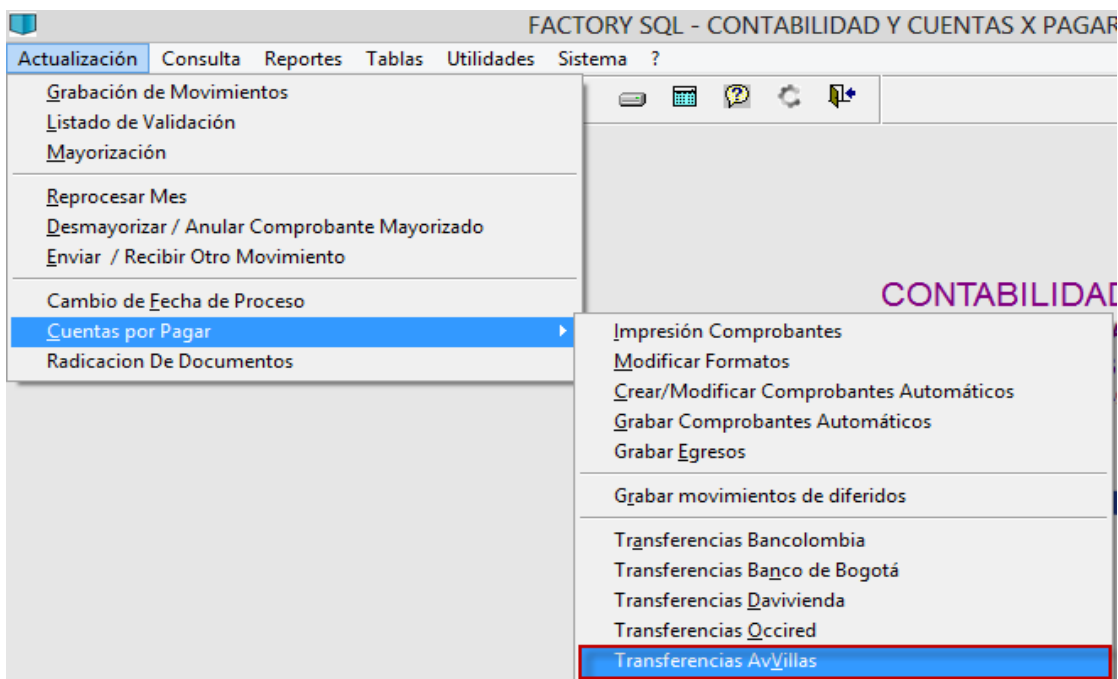 FACTORY SQL - CONTABILIDAD Y CUENTAS X PAGAR
Actualización Consulta Reportes Tablas Utilidades Sistema ?
Grabación de Movimientos
Listado de Validación
Mayorización
Reprocesar Mes
Desmayorizar / Anular Comprobante Mayorizado
Enviar / Recibir Otro Movimiento
Cambio de Fecha de Proceso
Cuentas por Pagar
Radicacion De Documentos
CONTABILIDAD
Impresión Comprobantes
Modificar Formatos
Crear/Modificar Comprobantes Automáticos
Grabar Comprobantes Automáticos
Grabar Egresos
Grabar movimientos de diferidos
Transferencias Bancolombia
Transferencias Banco de Bogotá
Transferencias Davivienda
Transferencias Occired
Transferencias AvVillas